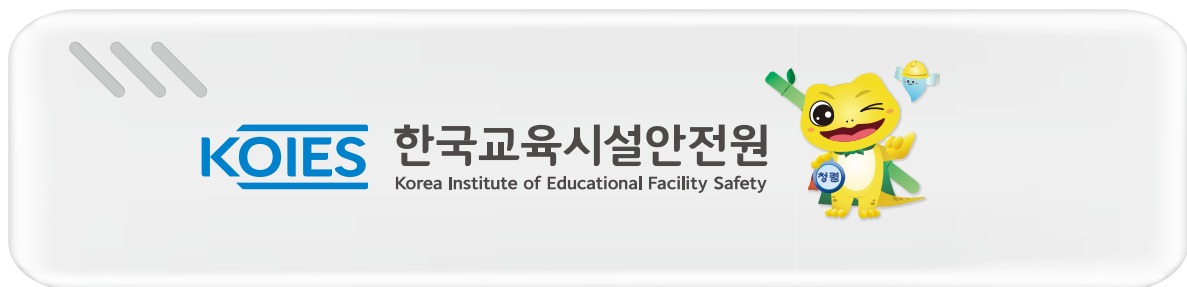 KOIES
한국교육시설안전원
Korea Institute of Educational Facility Safety
청렴